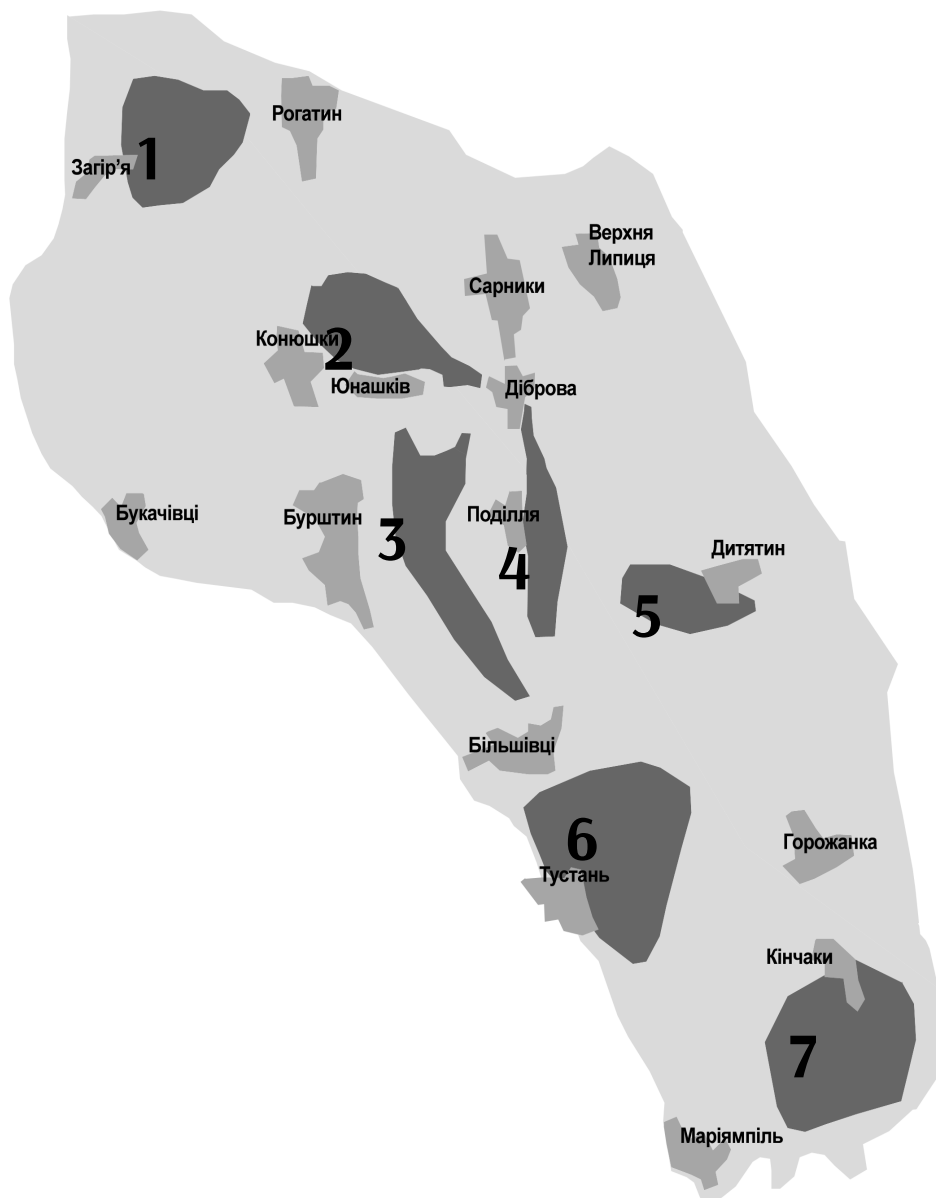 Рогатин
1
Загір’я
Верхня
Липиця
Сарники
Конюшки
2
Юнашків
Діброва
Букачівці
Бурштин
3
Поділля
4
Дитятин
5
Більшівці
6
Горожанка
Тустань
Кінчаки
7
Маріямпіль